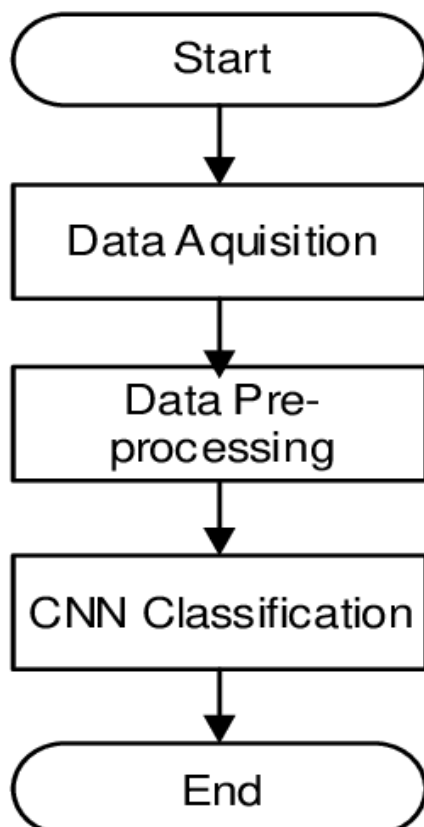 Start
Data Aquisition
Data Pre-
processing
CNN Classification
End